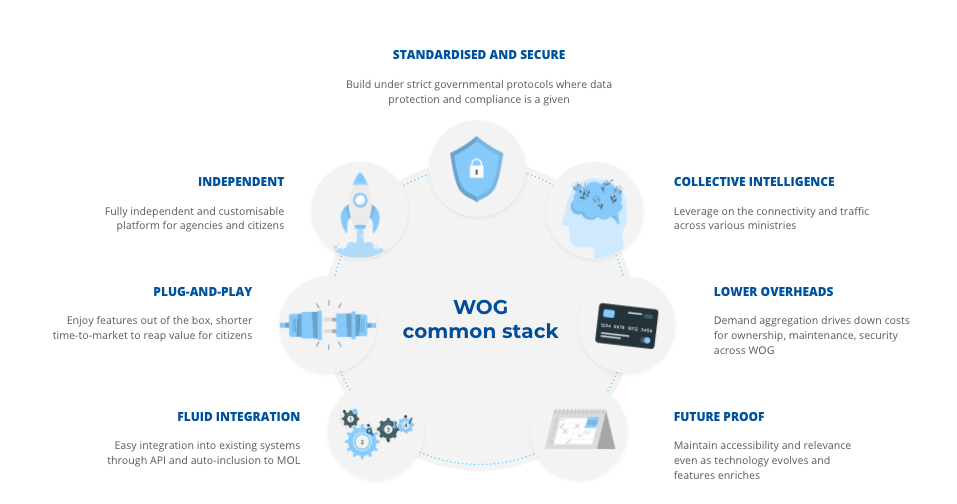 STANDARDISED AND SECURE
Build under strict governmental protocols where data
protection and compliance is a given
INDEPENDENT
Fully independent and customisable
platform for agencies and citizens
COLLECTIVE INTELLIGENCE
Leverage on the connectivity and traffic
across various ministries
PLUG-AND-PLAY
Enjoy features out of the box, shorter
time-to-market to reap value for citizens
WOG
common stack
LOWER OVERHEADS
Demand aggregation drives down costs
for ownership, maintenance, security
across WOG
FLUID INTEGRATION
Easy integration into existing systems
through API and auto-inclusion to MOL
FUTURE PROOF
Maintain accessibility and relevance
even as technology evolves and
features enriches